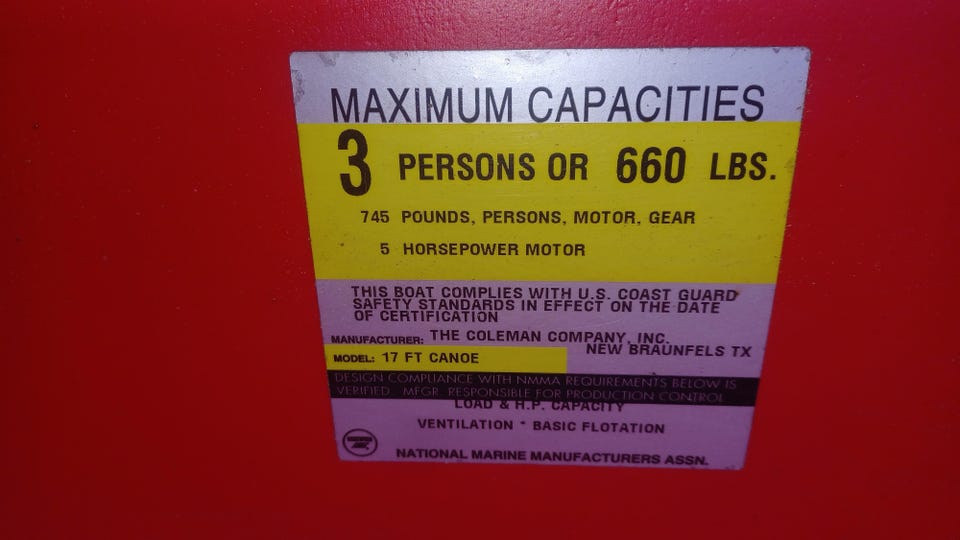 MAXIMUM CAPACITIES
3 PERSONS OR 660 LBS.
745 POUNDS, PERSONS, MOTOR, GEAR
5 HORSEPOWER MOTOR
THIS BOAT COMPLIES WITH U.S. COAST GUARD
SAFETY STANDARDS IN EFFECT ON THE DATE
OF CERTIFICATION
MANUFACTURER: THE COLEMAN COMPANY, INC.
NEW BRAUNFELS TX
MODEL: 17 FT CANOE
DESIGN COMPLIANCE WITH NMMA REQUIREMENTS BELOW IS
VERIFIED. MFGR. RESPONSIBLE FOR PRODUCTION CONTROL
LOAD & H.P. CAPACITY
VENTILATION * BASIC FLOTATION
NATIONAL MARINE MANUFACTURERS ASSN.